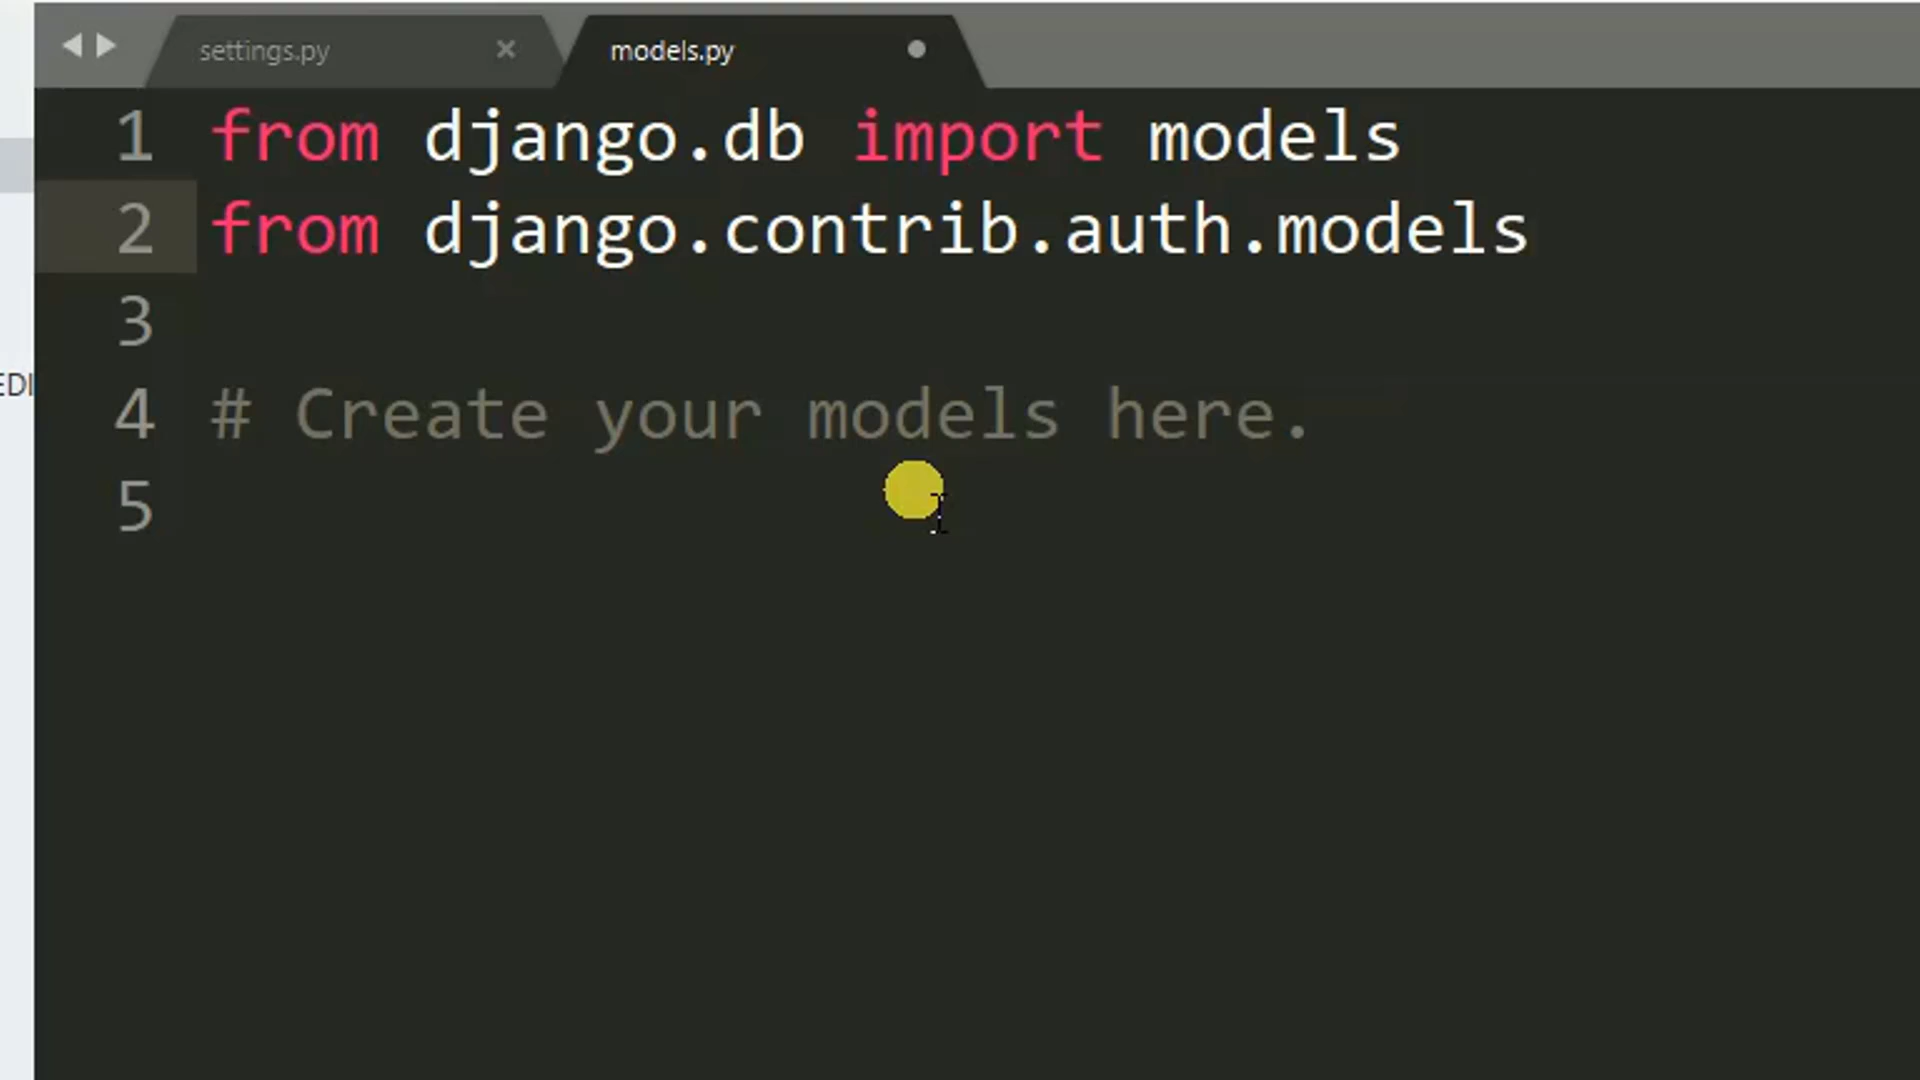 settings.py
models.py
1 from django.db import models
2 from django.contrib.auth.models
3
EDI
4 # Create your models here.
5